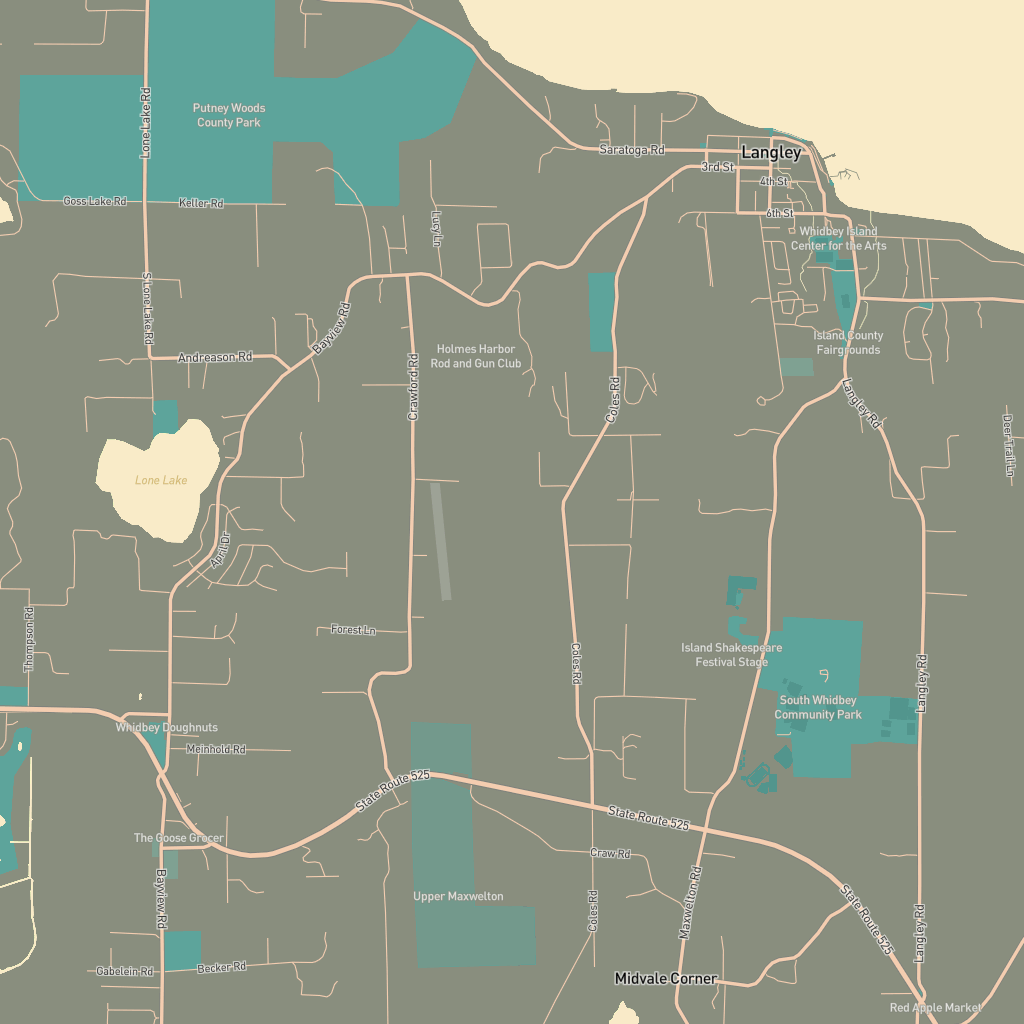 Putney Woods
County Park
Lone Lake Rd
Saratoga Rd
Langley
3rd St
4th St
6th St
Goss Lake Rd
Keller Rd
Lucy Ln
Whidbey Island
Center for the Arts
S Lone Lake Rd
Bayview Rd
Andreason Rd
Holmes Harbor
Rod and Gun Club
Island County
Fairgrounds
Crawford Rd
Coles Rd
Langley Rd
Deer Trail Ln
Lone Lake
April Dr
Thompson Rd
Forest Ln
Coles Rd
Island Shakespeare
Festival Stage
Langley Rd
South Whidbey
Community Park
Whidbey Doughnuts
Meinhold Rd
State Route 525
State Route 525
The Goose Grocer
Craw Rd
Bayview Rd
Upper Maxwelton
Coles Rd
Maxwelton Rd
State Route 525
Langley Rd
Gabelein Rd
Becker Rd
Midvale Corner
Red Apple Market